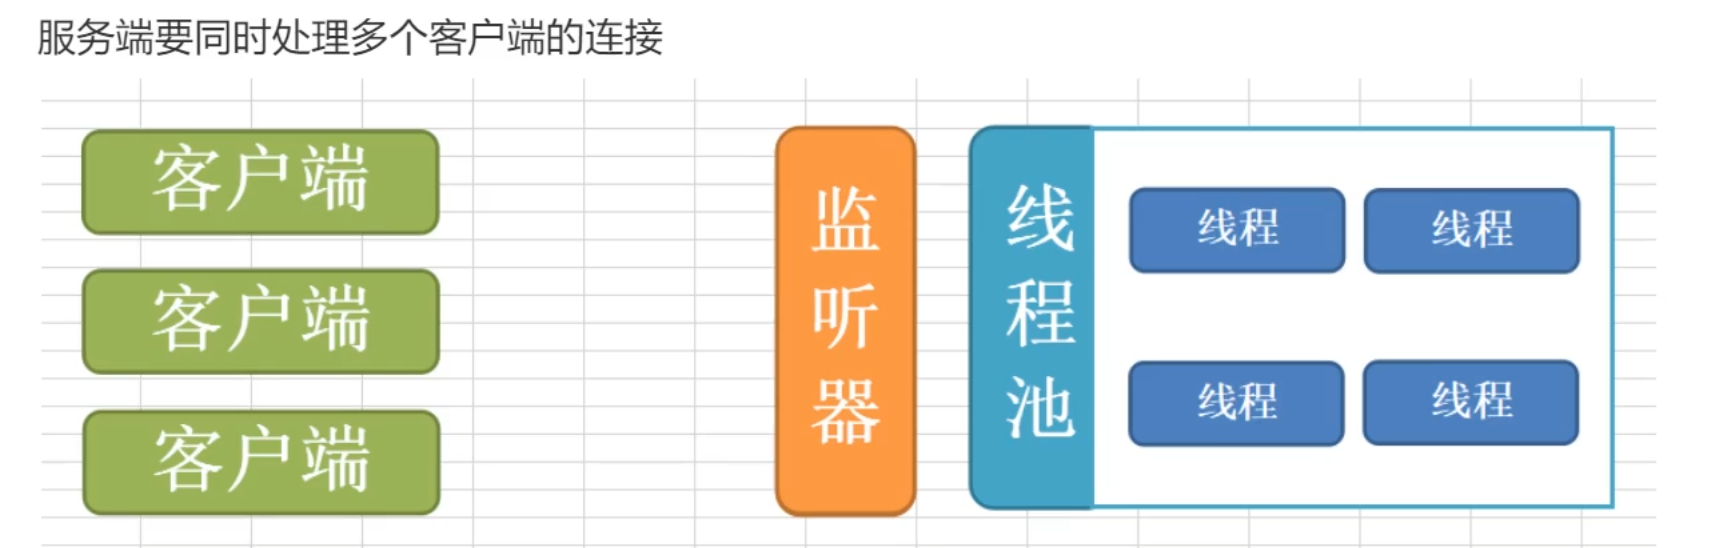 服务端要同时处理多个客户端的连接
客户端
客户端
客户端
监听器
线程池
线程
线程
线程
线程